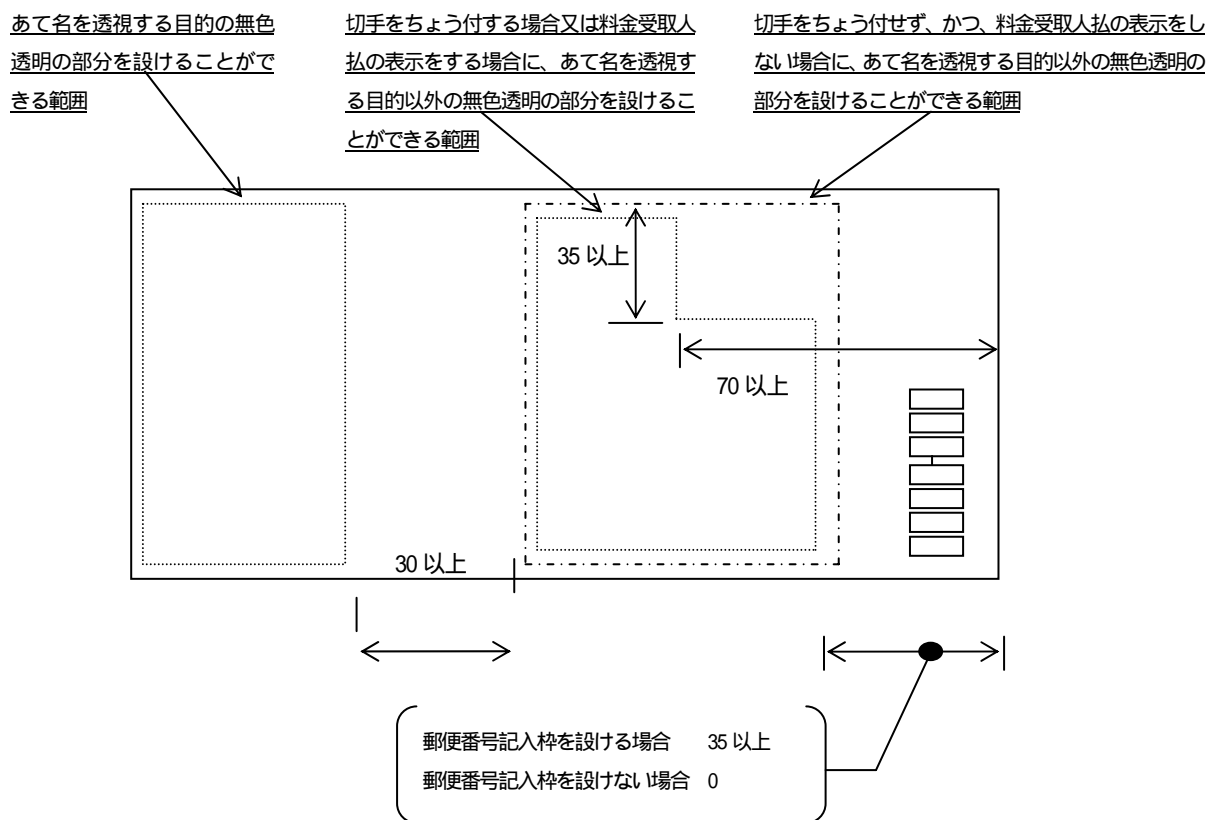 あて名を透視する目的の無色
透明の部分を設けることがで
きる範囲
切手をちょう付する場合又は料金受取人
払の表示をする場合に、あて名を透視す
る目的以外の無色透明の部分を設けるこ
とができる範囲
切手をちょう付せず、かつ、料金受取人払の表示をし
ない場合に、あて名を透視する目的以外の無色透明の
部分を設けることができる範囲
35 以上
70 以上
30 以上
郵便番号記入枠を設ける場合 35 以上
郵便番号記入枠を設けない場合 0